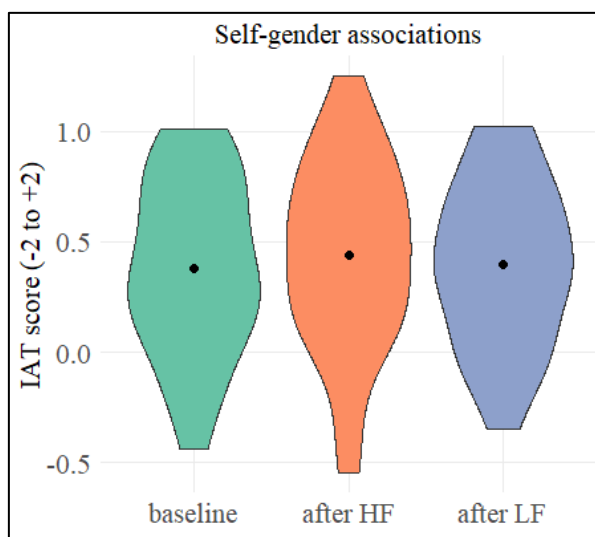 Self-gender associations
IAT score (-2 to +2)
1.0
0.5
0.0
-0.5
baseline
after HF
after LF